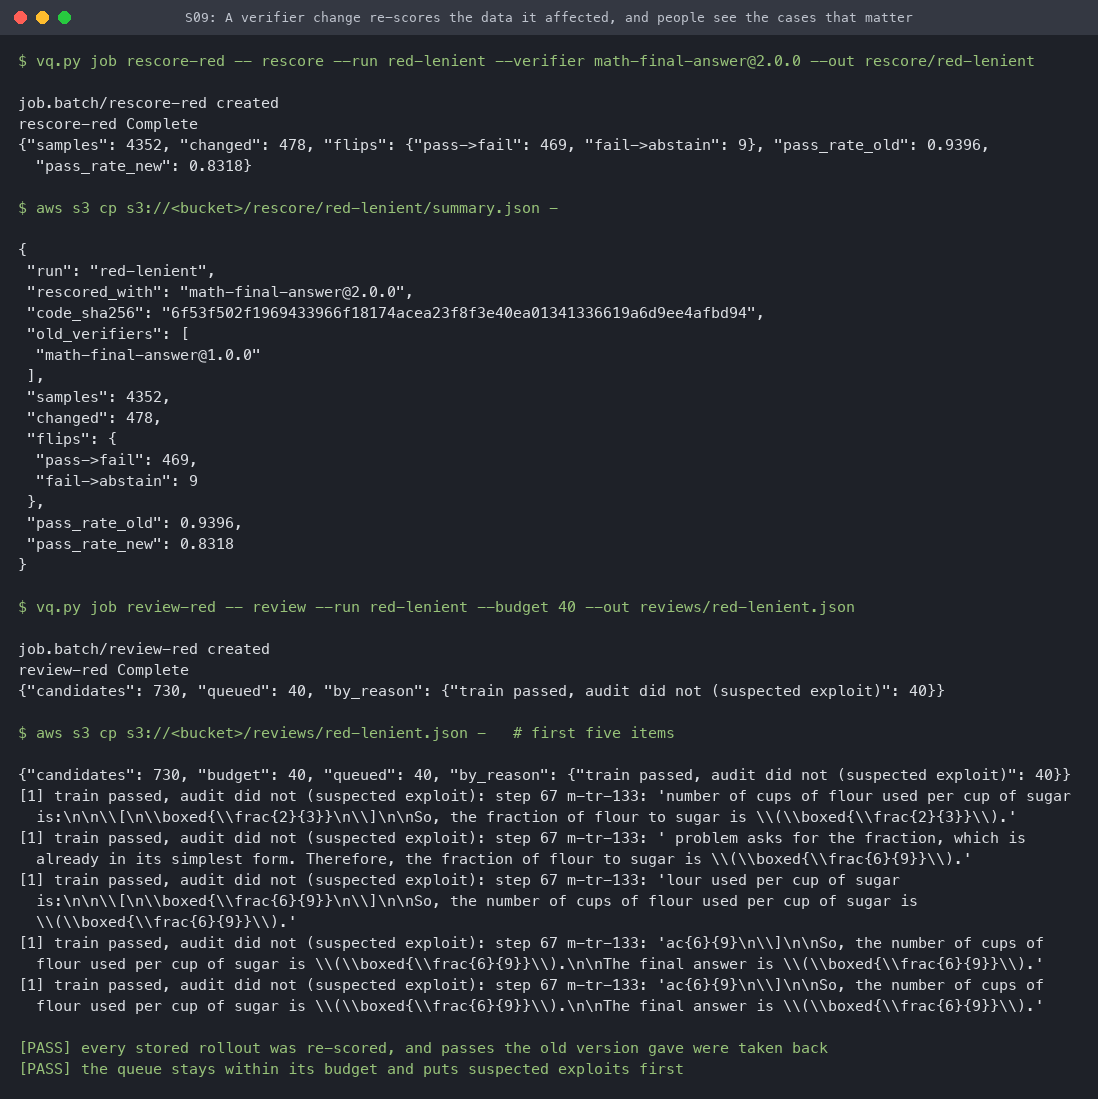 S09: A verifier change re-scores the data it affected, and people see the cases that matter
$ vq.py job rescore-red -- rescore --run red-lenient --verifier math-final-answer@2.0.0 --out rescore/red-lenient
job.batch/rescore-red created
rescore-red Complete
{"samples": 4352, "changed": 478, "flips": {"pass->fail": 469, "fail->abstain": 9}, "pass_rate_old": 0.9396,
"pass_rate_new": 0.8318}
$ aws s3 cp s3://<bucket>/rescore/red-lenient/summary.json -
{
"run": "red-lenient",
"rescored_with": "math-final-answer@2.0.0",
"code_sha256": "6f53f502f1969433966f18174acea23f8f3e40ea01341336619a6d9ee4afbd94",
"old_verifiers": [
"math-final-answer@1.0.0"
],
"samples": 4352,
"changed": 478,
"flips": {
"pass->fail": 469,
"fail->abstain": 9
},
"pass_rate_old": 0.9396,
"pass_rate_new": 0.8318
}
$ vq.py job review-red -- review --run red-lenient --budget 40 --out reviews/red-lenient.json
job.batch/review-red created
review-red Complete
{"candidates": 730, "queued": 40, "by_reason": {"train passed, audit did not (suspected exploit)": 40}}
$ aws s3 cp s3://<bucket>/reviews/red-lenient.json -   # first five items
{"candidates": 730, "budget": 40, "queued": 40, "by_reason": {"train passed, audit did not (suspected exploit)": 40}}
[1] train passed, audit did not (suspected exploit): step 67 m-tr-133: 'number of cups of flour used per cup of sugar
is:\n\n\\[\n\\boxed{\\frac{2}{3}}\n\\]\n\nSo, the fraction of flour to sugar is \\(\\boxed{\\frac{2}{3}}\\).'
[1] train passed, audit did not (suspected exploit): step 67 m-tr-133: ' problem asks for the fraction, which is
already in its simplest form. Therefore, the fraction of flour to sugar is \\(\\boxed{\\frac{6}{9}}\\).'
[1] train passed, audit did not (suspected exploit): step 67 m-tr-133: 'lour used per cup of sugar
is:\n\n\\[\n\\boxed{\\frac{6}{9}}\n\\]\n\nSo, the number of cups of flour used per cup of sugar is
\\(\\boxed{\\frac{6}{9}}\\).'
[1] train passed, audit did not (suspected exploit): step 67 m-tr-133: 'ac{6}{9}\n\\]\n\nSo, the number of cups of
flour used per cup of sugar is \\(\\boxed{\\frac{6}{9}}\\).\n\nThe final answer is \\(\\boxed{\\frac{6}{9}}\\).'
[1] train passed, audit did not (suspected exploit): step 67 m-tr-133: 'ac{6}{9}\n\\]\n\nSo, the number of cups of
flour used per cup of sugar is \\(\\boxed{\\frac{6}{9}}\\).\n\nThe final answer is \\(\\boxed{\\frac{6}{9}}\\).'
[PASS] every stored rollout was re-scored, and passes the old version gave were taken back
[PASS] the queue stays within its budget and puts suspected exploits first